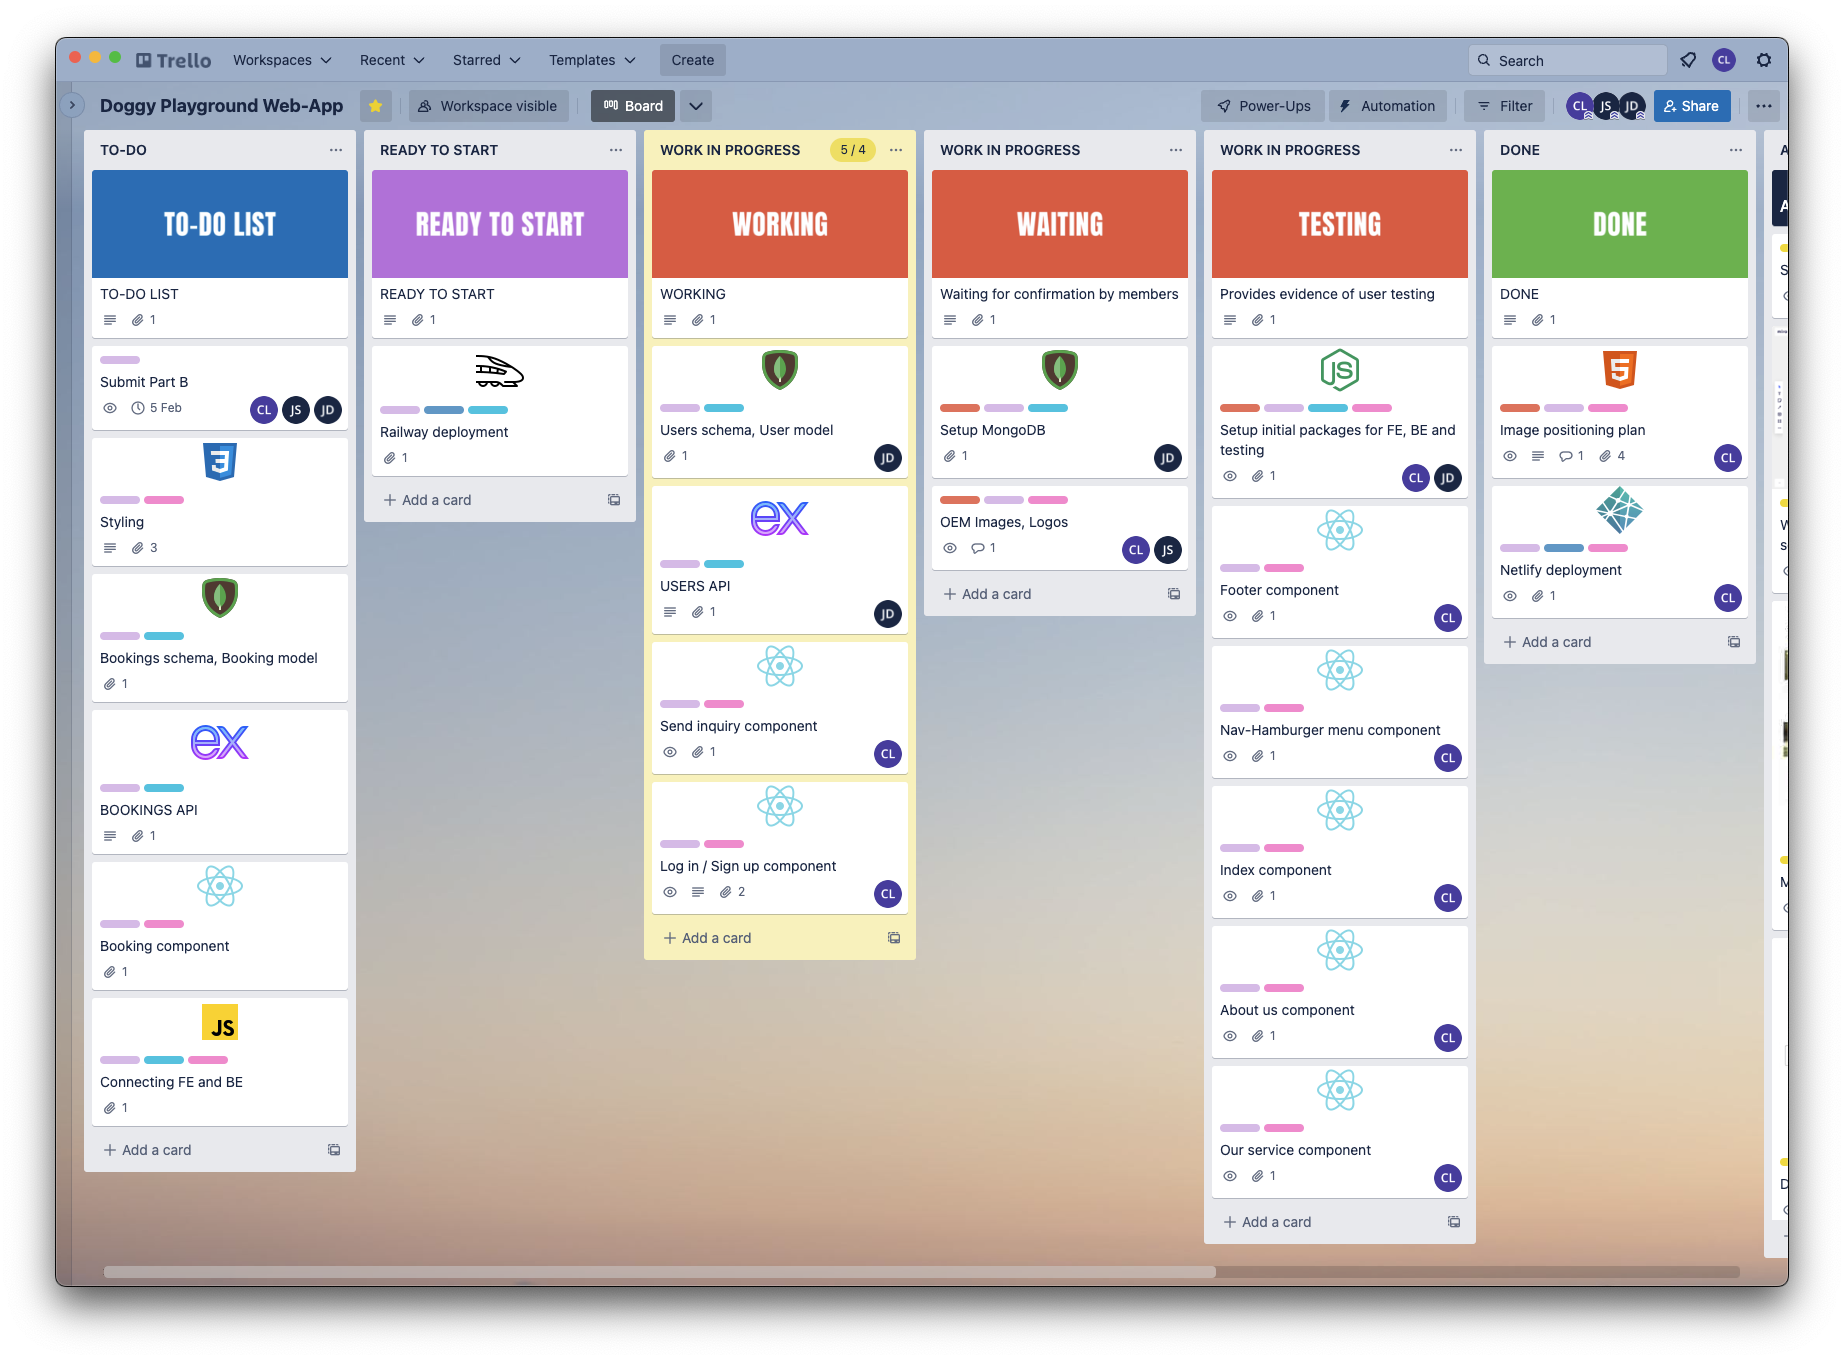 Trello
Workspaces
Recent
Starred
Templates
Create
Search
CL
Doggy Playground Web-App
Workspace visible
Board
Power-Ups
Automation
Filter
CL
JS
JD
Share
TO-DO
TO-DO LIST
TO-DO LIST
1
Submit Part B
5 Feb
CL
JS
JD
3
Styling
3
Bookings schema, Booking model
1
ex
BOOKINGS API
1
Booking component
1
JS
Connecting FE and BE
1
Add a card
READY TO START
READY TO START
READY TO START
1
Railway deployment
1
Add a card
WORK IN PROGRESS
5 / 4
WORKING
WORKING
1
Users schema, User model
1
JD
ex
USERS API
1
JD
Send inquiry component
1
CL
Log in / Sign up component
2
CL
Add a card
WORK IN PROGRESS
WAITING
Waiting for confirmation by members
1
Setup MongoDB
1
JD
OEM Images, Logos
1
CL
JS
Add a card
WORK IN PROGRESS
TESTING
Provides evidence of user testing
1
JS
Setup initial packages for FE, BE and
testing
1
CL
JD
Footer component
1
CL
Nav-Hamburger menu component
1
CL
Index component
1
CL
About us component
1
CL
Our service component
1
CL
Add a card
DONE
DONE
DONE
1
5
Image positioning plan
1
4
CL
Netlify deployment
1
CL
Add a card